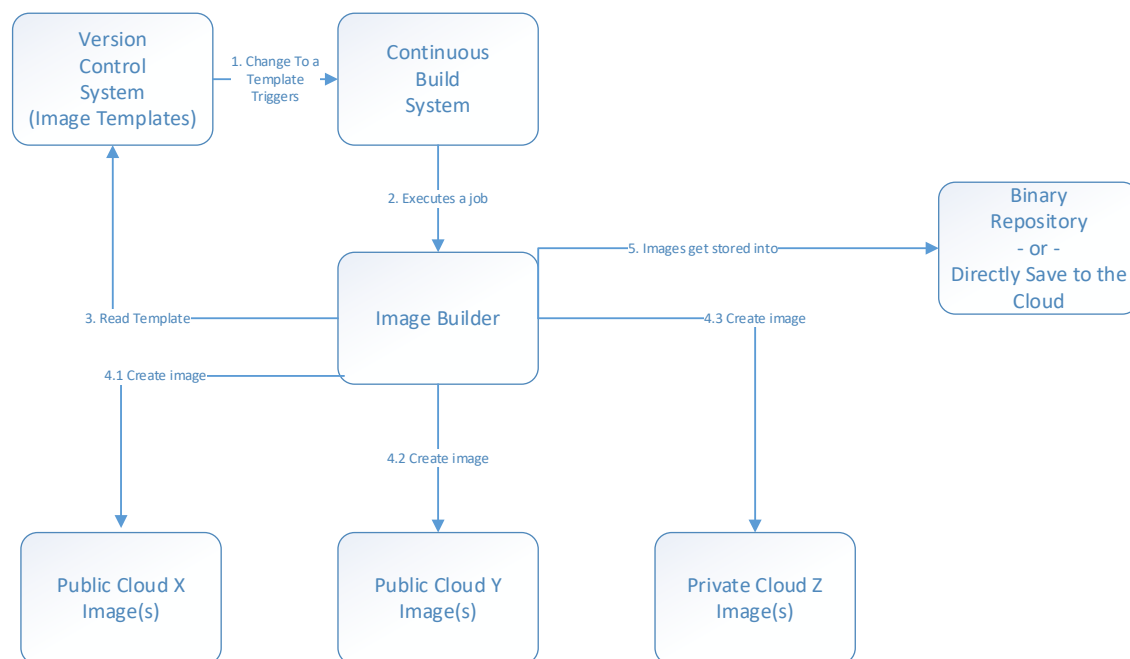 Version
Control
System
(Image Templates)
1. Change To a
Template
Triggers
Continuous
Build
System
2. Executes a job
Binary
Repository
- or -
Directly Save to the
Cloud
5. Images get stored into
3. Read Template
Image Builder
4.3 Create image
4.1 Create image
4.2 Create image
Public Cloud X
Image(s)
Public Cloud Y
Image(s)
Private Cloud Z
Image(s)